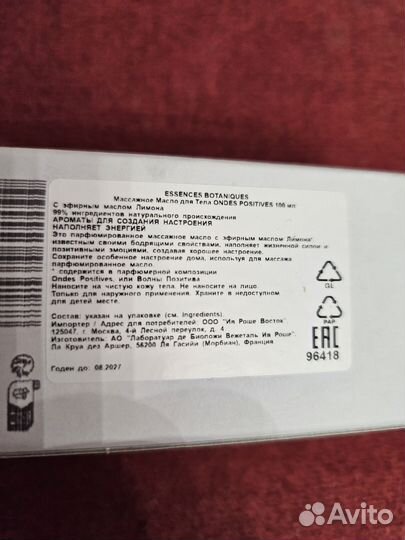 ESSENCES BOTANIQUES
Массажное Масло для Тела ONDES POSITIVES 100 мл
С эфирным маслом Лимона
99% ингредиентов натурального происхождения
АРОМАТЫ ДЛЯ СОЗДАНИЯ НАСТРОЕНИЯ
НАПОЛНЯЕТ ЭНЕРГИЕЙ
Это парфюмированное массажное масло с эфирным маслом Лимона*,
известным своими бодрящими свойствами, наполняет жизненной силой и
позитивными эмоциями, создавая хорошее настроение.
Сохраните особенное настроение дома, используя для массажа
парфюмированное масло.
* содержится в парфюмерной композиции
Ondes Positives, или Волны Позитива
Наносите на чистую кожу тела. Не наносить на лицо.
Только для наружного применения. Хранить в недоступном
для детей месте.
Состав: указан на упаковке (см. Ingredients).
Импортер / Адрес для потребителей: ООО "Ив Роше Восток",
125047, г. Москва, 4-й Лесной переулок, д. 4
Изготовитель: АО "Лаборатуар де Биоложи Вежеталь Ив Роше",
Ла Круа дез Аршер, 56200 Ля Гасийи (Морбиан), Франция
Годен до: 08.2027
GL
PAP
EAC
96418
Avito